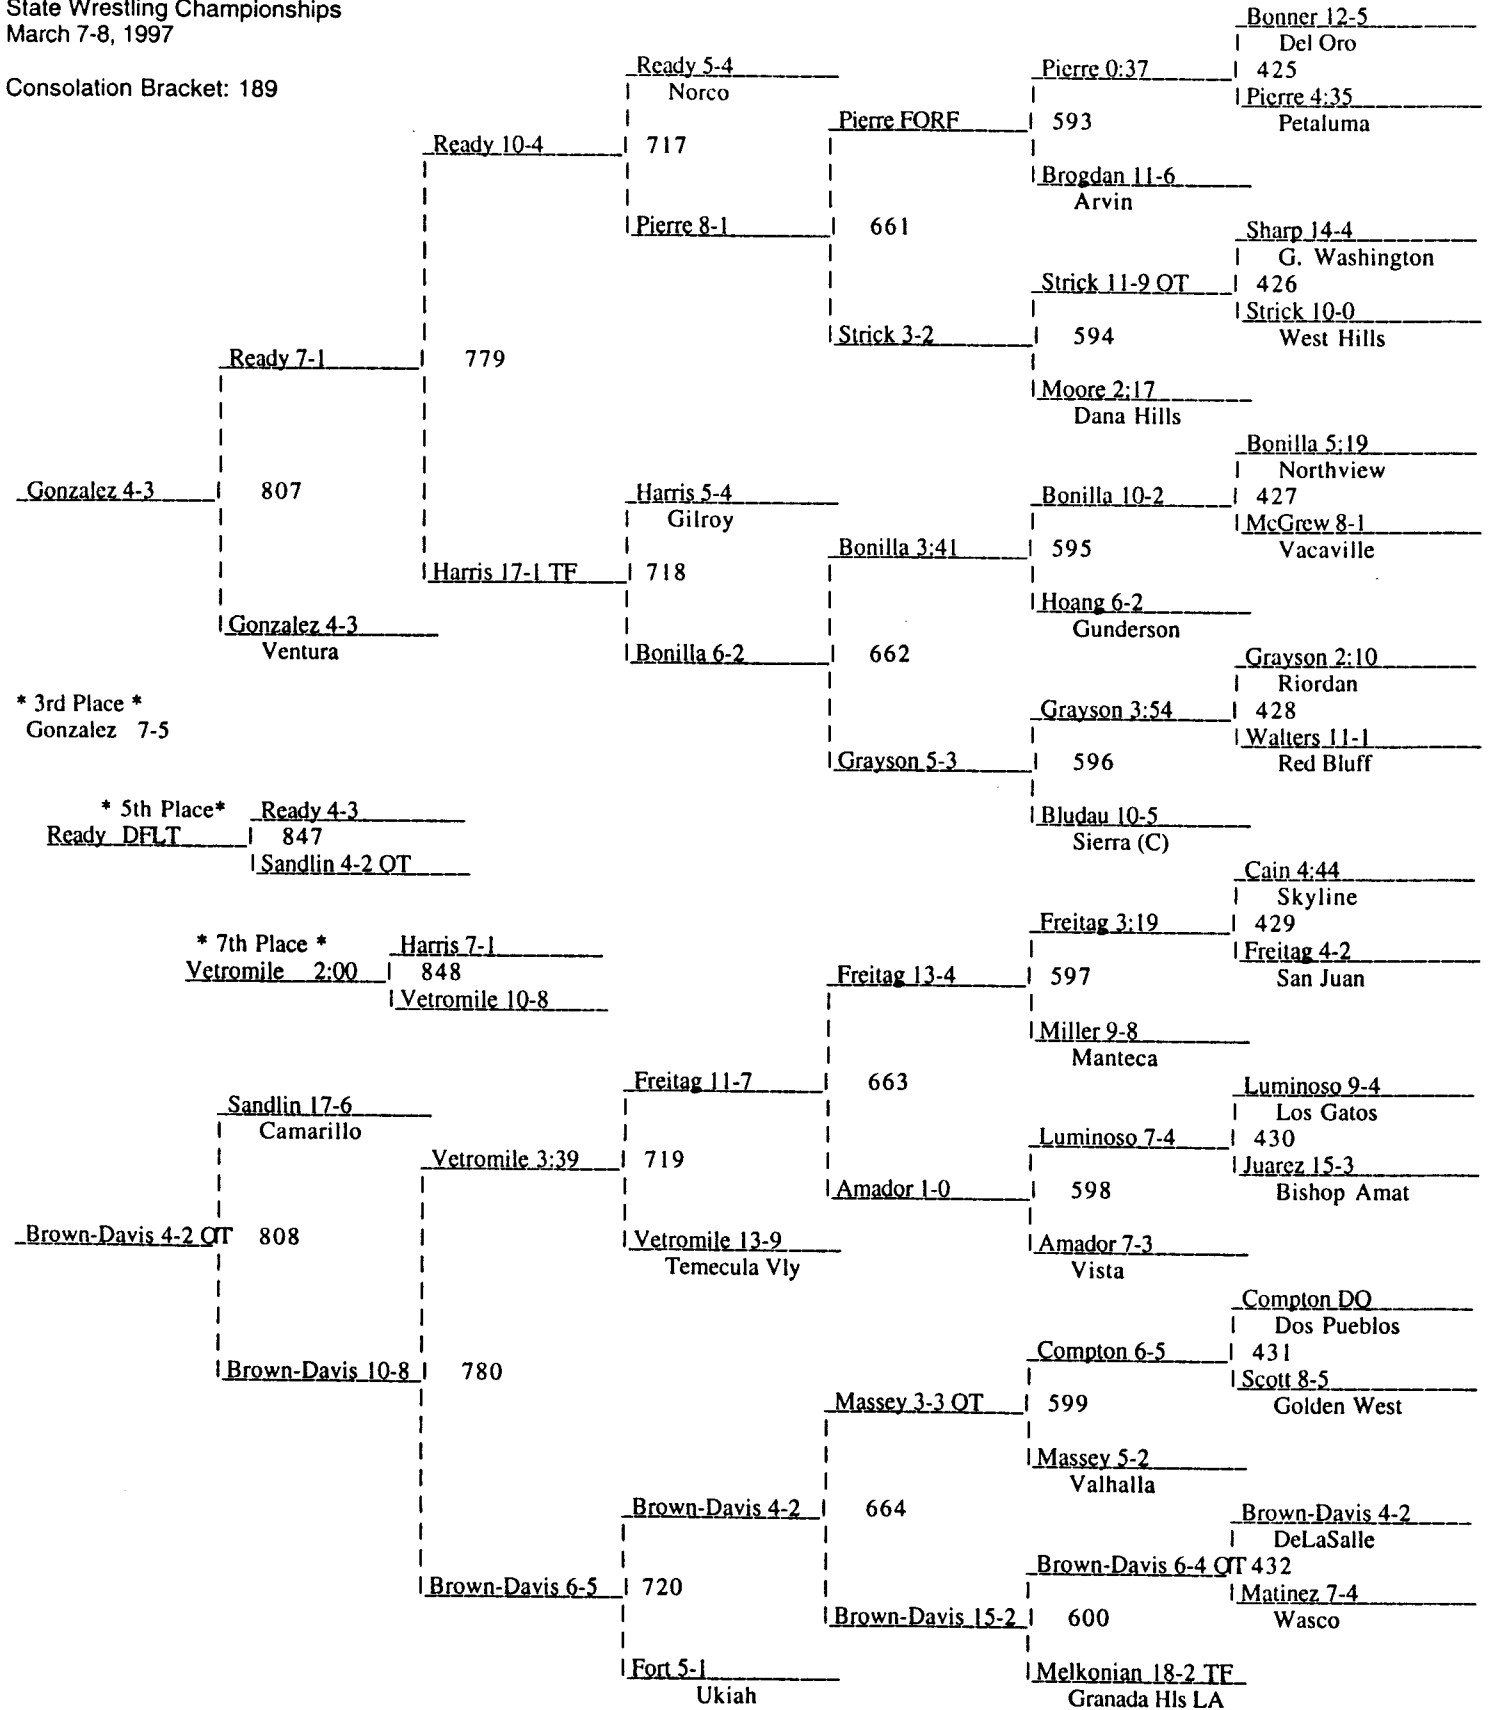 State Wrestling Championships
March 7-8, 1997
Consolation Bracket: 189
Bonner 12-5
Del Oro
425
Pierre 4:35
Petaluma
Pierre 0:37
593
Brogdan 11-6
Arvin
Sharp 14-4
G. Washington
426
Strick 10-0
West Hills
Strick 11-9 OT
594
Moore 2:17
Dana Hills
Bonilla 5:19
Northview
427
McGrew 8-1
Vacaville
Bonilla 10-2
595
Hoang 6-2
Gunderson
Grayson 2:10
Riordan
428
Walters 11-1
Red Bluff
Grayson 3:54
596
Bludau 10-5
Sierra (C)
Cain 4:44
Skyline
429
Freitag 4-2
San Juan
Freitag 3:19
597
Miller 9-8
Manteca
Luminoso 9-4
Los Gatos
430
Juarez 15-3
Bishop Amat
Luminoso 7-4
598
Amador 7-3
Vista
Compton DQ
Dos Pueblos
431
Scott 8-5
Golden West
Compton 6-5
599
Massey 5-2
Valhalla
Brown-Davis 4-2
DeLaSalle
432
Matinez 7-4
Wasco
Brown-Davis 6-4 OT
600
Melkonian 18-2 TF
Granada Hls LA
Pierre FORF
661
Strick 3-2
Bonilla 3:41
662
Grayson 5-3
Freitag 13-4
663
Amador 1-0
Massey 3-3 OT
664
Brown-Davis 15-2
Ready 5-4
Norco
717
Pierre 8-1
Harris 5-4
Gilroy
718
Bonilla 6-2
Freitag 11-7
719
Vetromile 13-9
Temecula Vly
Brown-Davis 4-2
720
Fort 5-1
Ukiah
Ready 10-4
779
Harris 17-1 TF
Vetromile 3:39
780
Brown-Davis 6-5
Ready 7-1
807
Gonzalez 4-3
Ventura
Gonzalez 4-3
* 3rd Place *
Gonzalez 7-5
* 5th Place*
Ready DFLT
Ready 4-3
847
Sandlin 4-2 OT
* 7th Place *
Vetromile 2:00
Harris 7-1
848
Vetromile 10-8
Sandlin 17-6
Camarillo
808
Brown-Davis 10-8
Brown-Davis 4-2 OT